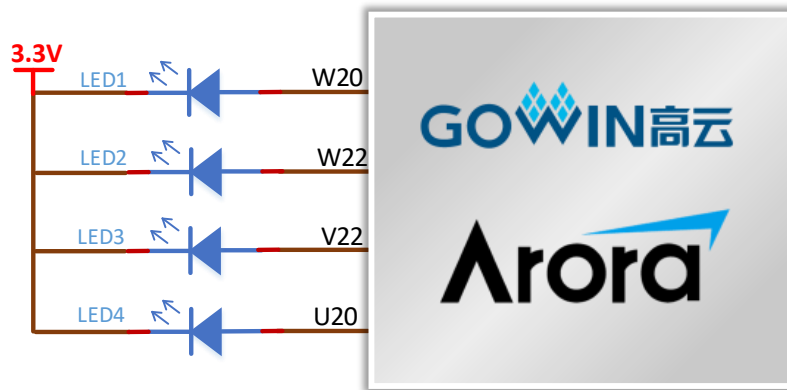 3.3V
LED1 W20
LED2 W22
LED3 V22
LED4 U20
GOWIN高云
Arora